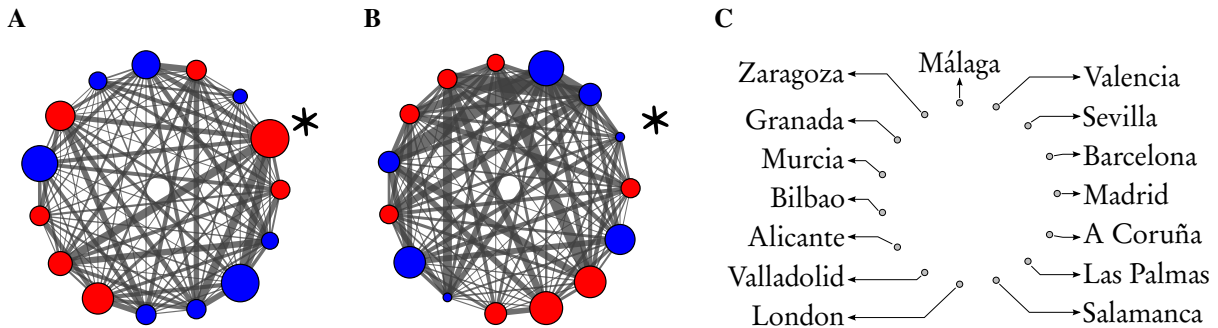 A
B
C
Málaga
Zaragoza
Valencia
Granada
Sevilla
Murcia
Barcelona
Bilbao
Madrid
Alicante
A Coruña
Valladolid
Las Palmas
London
Salamanca